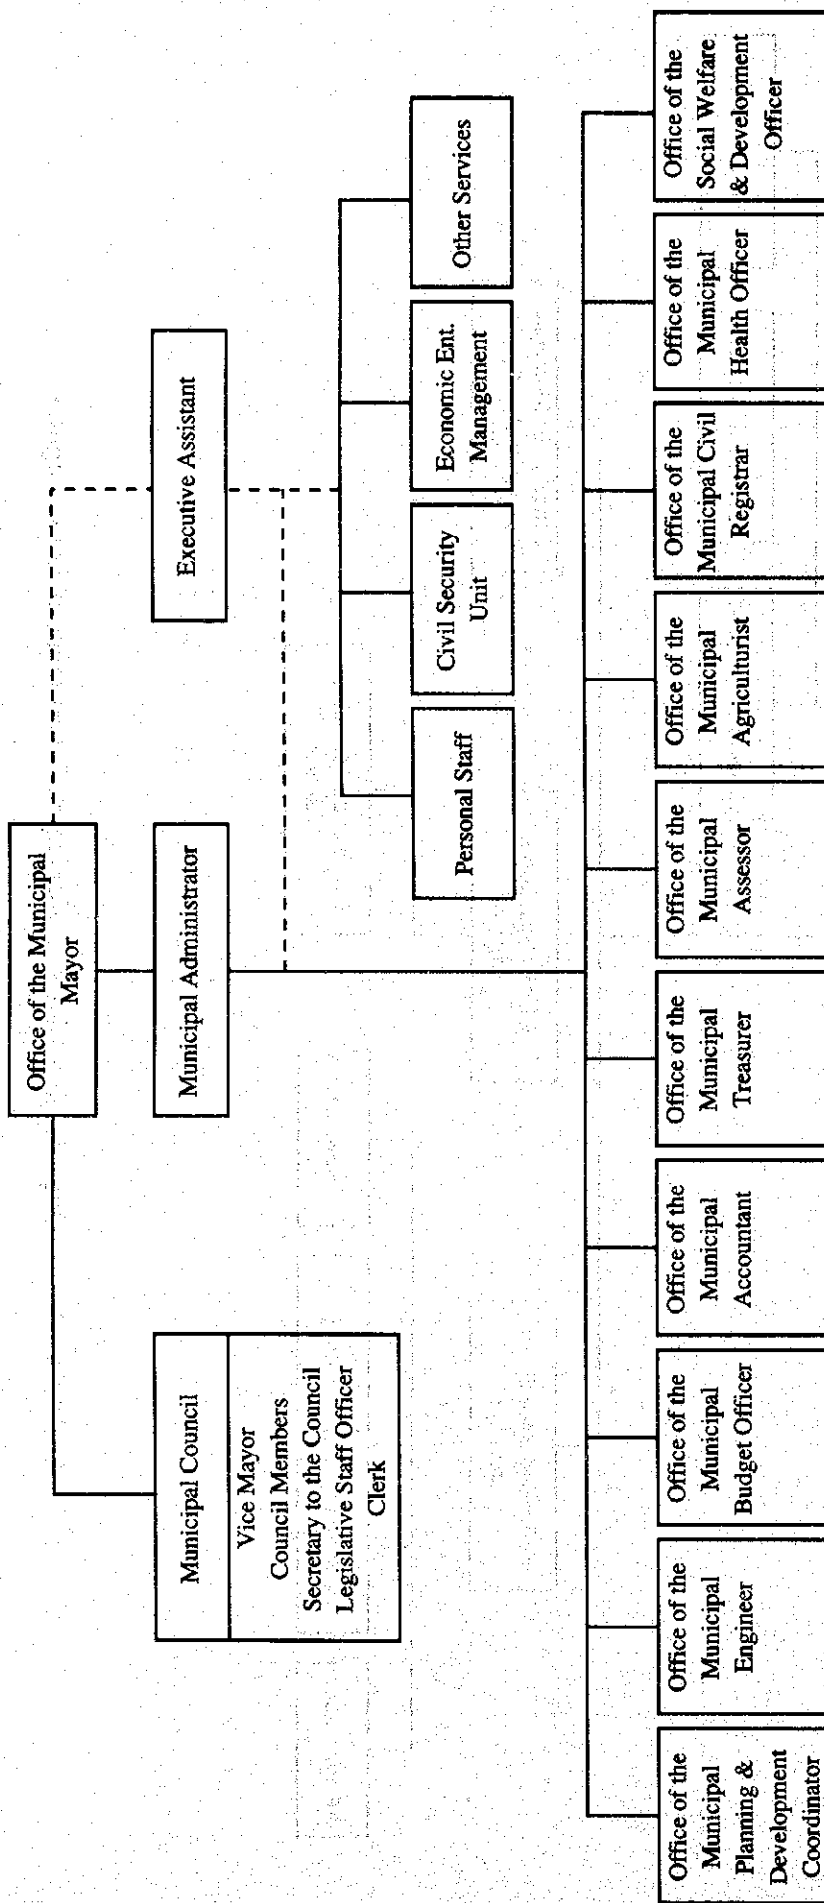 Office of the Municipal
Mayor
Municipal Council
Vice Mayor
Council Members
Secretary to the Council
Legislative Staff Officer
Clerk
Municipal Administrator
Executive Assistant
Personal Staff
Civil Security
Unit
Economic Ent.
Management
Other Services
Office of the
Municipal
Planning &
Development
Coordinator
Office of the
Municipal
Engineer
Office of the
Municipal
Budget Officer
Office of the
Municipal
Accountant
Office of the
Municipal
Treasurer
Office of the
Municipal
Assessor
Office of the
Municipal
Agriculturist
Office of the
Municipal Civil
Registrar
Office of the
Municipal
Health Officer
Office of the
Social Welfare
& Development
Officer